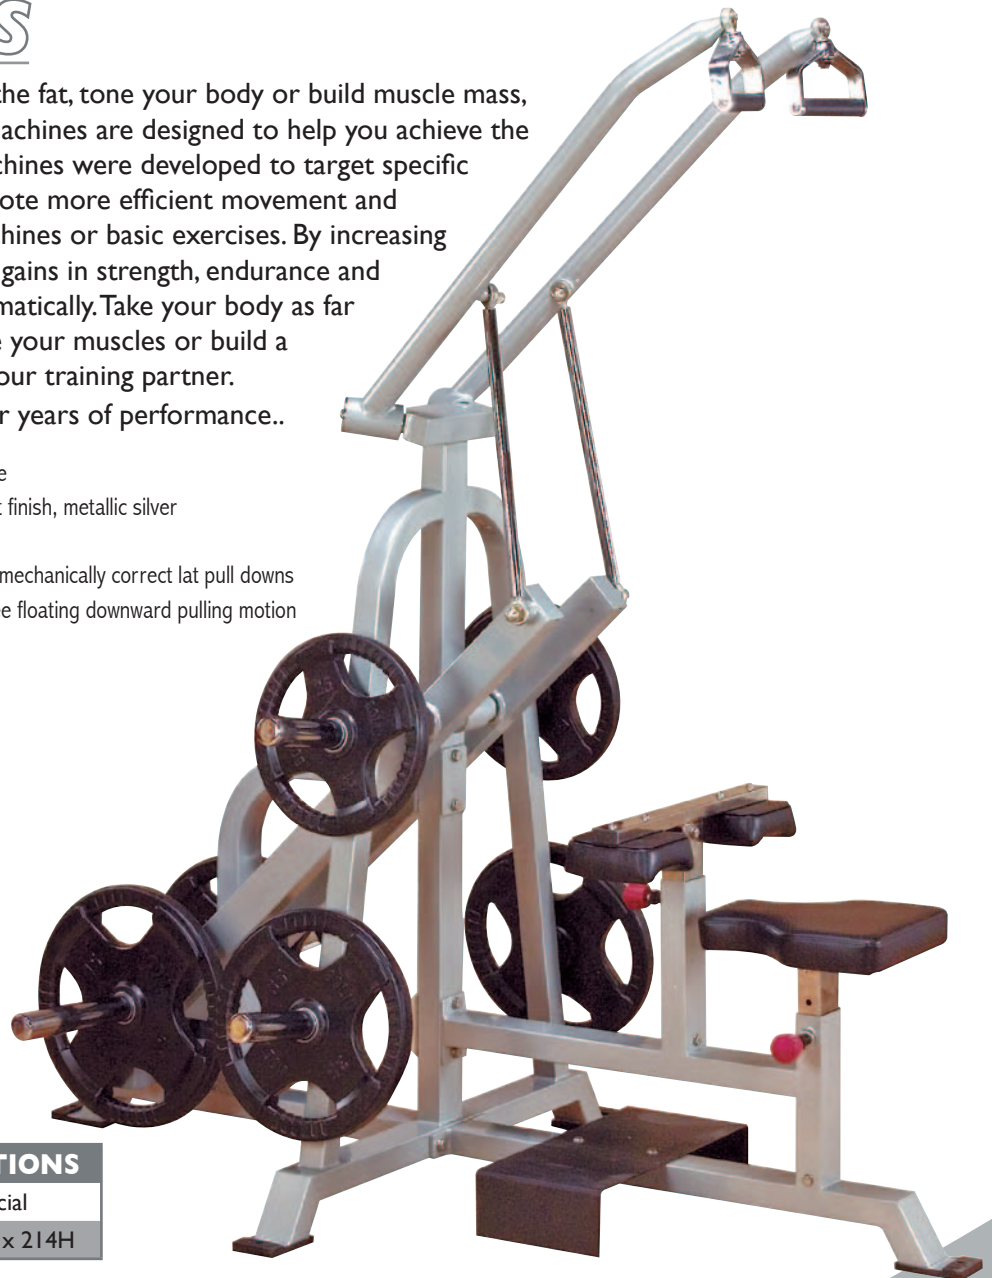 S
the fat, tone your body or build muscle mass,
achines are designed to help you achieve the
chines were developed to target specific
ote more efficient movement and
hines or basic exercises. By increasing
gains in strength, endurance and
matically. Take your body as far
e your muscles or build a
our training partner.
r years of performance..
e
t finish, metallic silver
mechanically correct lat pull downs
ee floating downward pulling motion
TIONS
cial
x 214H